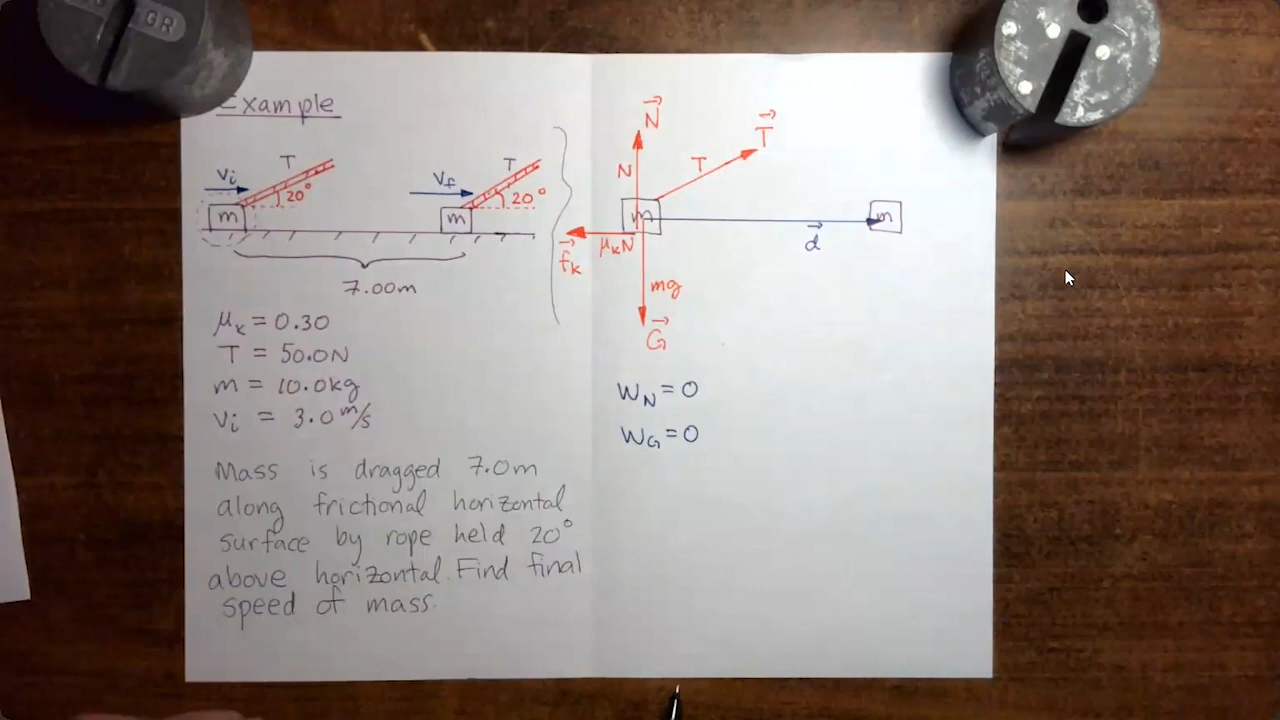 GR
Example
Vi
T
20°
m
Vf
T
20°
m
7.00m
μk = 0.30
T = 50.0N
m = 10.0kg
Vi = 3.0 m/s
Mass is dragged 7.0m
along frictional horizontal
surface by rope held 20°
above horizontal. Find final
speed of mass.
N
T
N
T
m
m
d
μkN
fk
mg
G
WN = 0
WG = 0